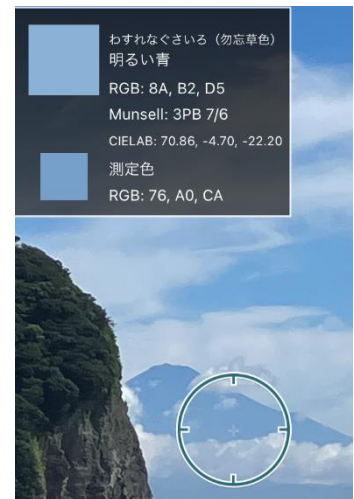 わすれなぐさいろ（勿忘草色）
明るい青
RGB: 8A, B2, D5
Munsell: 3PB 7/6
CIELAB: 70.86, -4.70, -22.20
測定色
RGB: 76, A0, CA